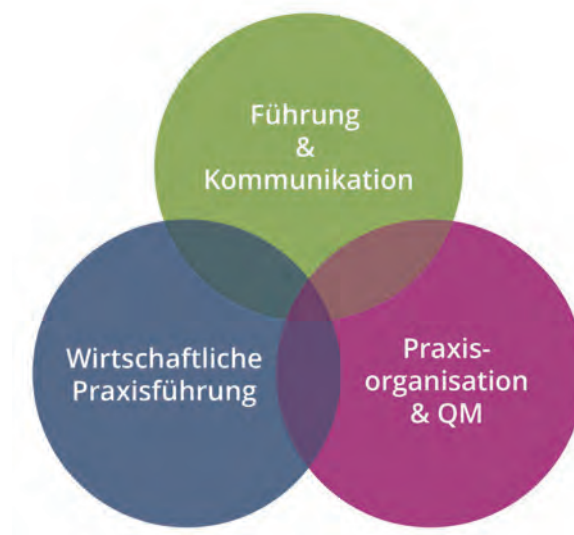 Führung
&
Kommunikation
Wirtschaftliche
Praxisführung
Praxis-
organisation
& QM